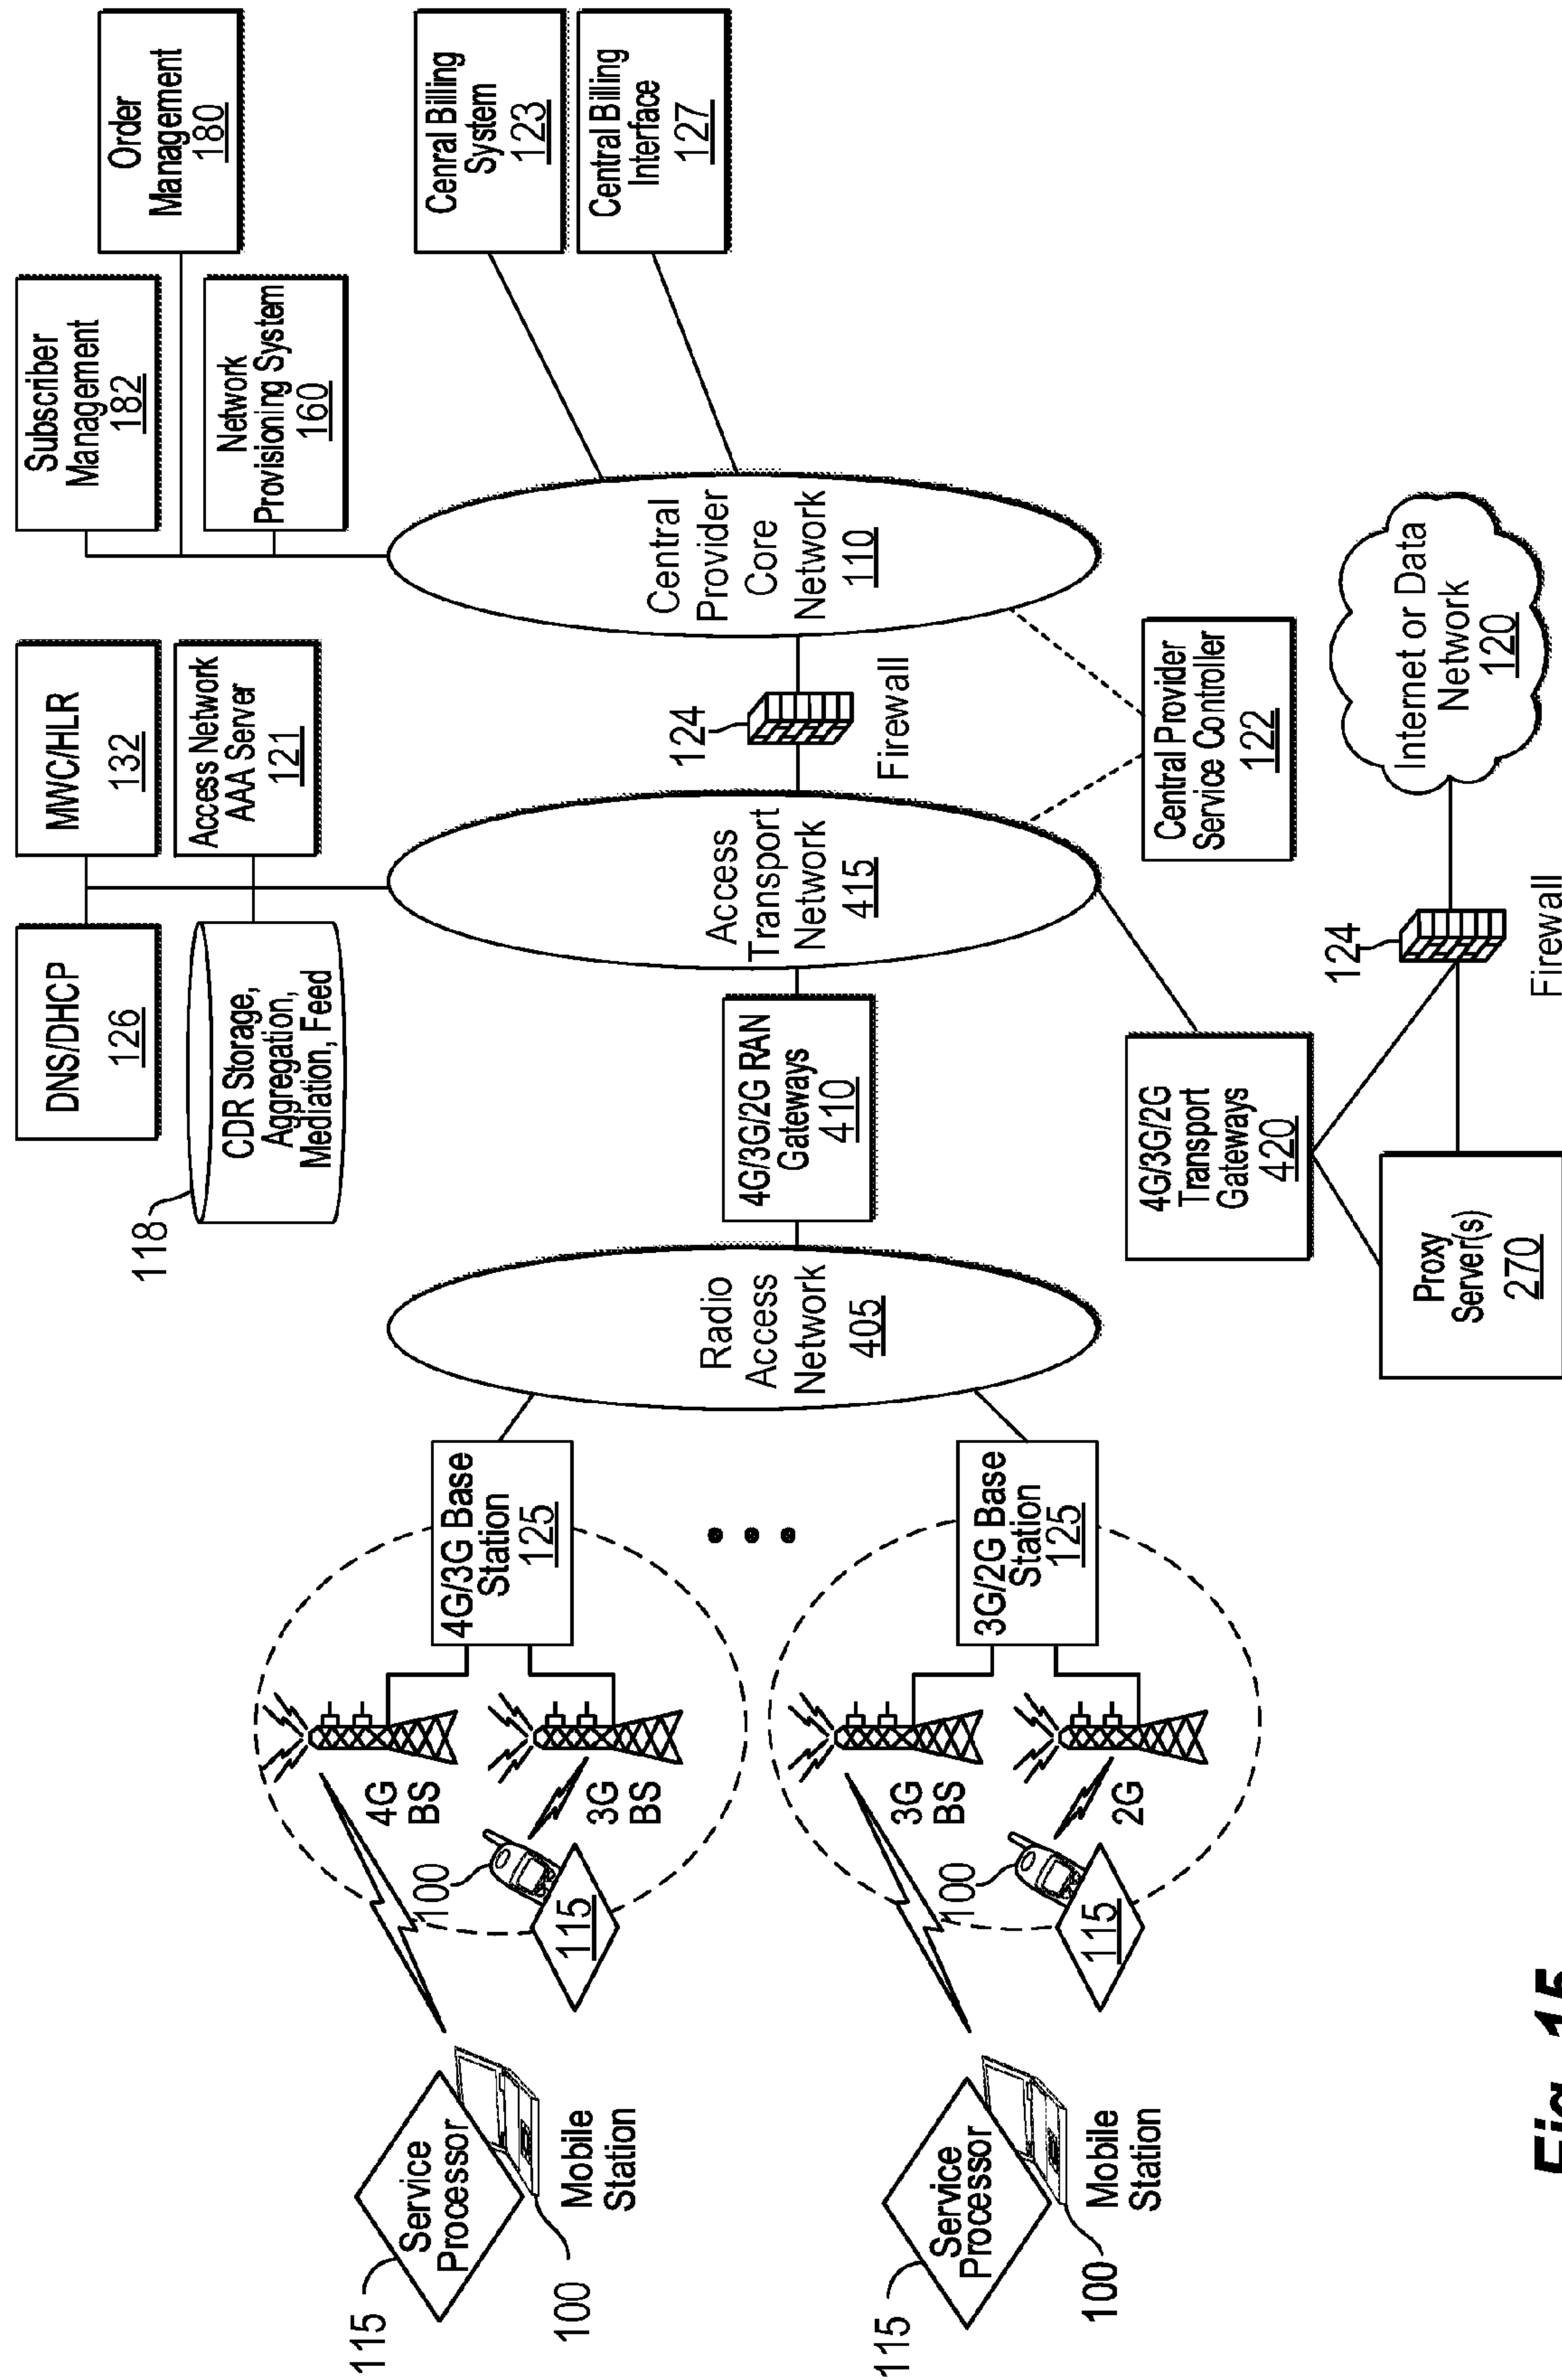 Subscriber
Management
182
Order
Management
180
Network
Provisioning System
160
DNS/DHCP
126
MWC/HLR
132
118
CDR Storage,
Aggregation,
Mediation, Feed
Access Network
AAA Server
121
Cenral Billing
System
123
Central Billing
Interface
127
115
Service
Processor
100
Mobile
Station
4G
BS
100
3G
BS
115
4G/3G Base
Station
125
115
Service
Processor
100
Mobile
Station
3G
BS
100
2G
115
3G/2G Base
Station
125
Radio
Access
Network
405
4G/3G/2G RAN
Gateways
410
Access
Transport
Network
415
124
Firewall
Central
Provider
Core
Network
110
4G/3G/2G
Transport
Gateways
420
Central Provider
Service Controller
122
Proxy
Server(s)
270
124
Firewall
Internet or Data
Network
120
Fig. 15